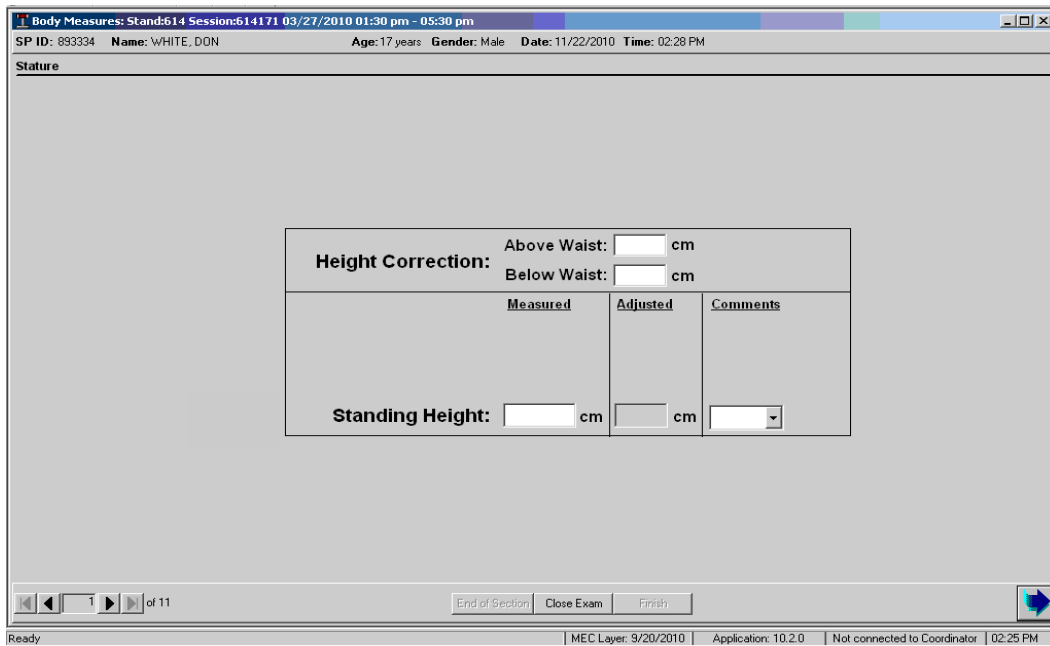 Body Measures: Stand:614 Session:614171 03/27/2010 01:30 pm - 05:30 pm
SP ID: 893334 Name: WHITE, DON Age: 17 years Gender: Male Date: 11/22/2010 Time: 02:28 PM
Stature
Height Correction:
Above Waist: cm
Below Waist: cm
Measured Adjusted Comments
Standing Height: cm cm
1 of 11 End of Section Close Exam Finish
Ready MEC Layer: 9/20/2010 Application: 10.2.0 Not connected to Coordinator 02:25 PM